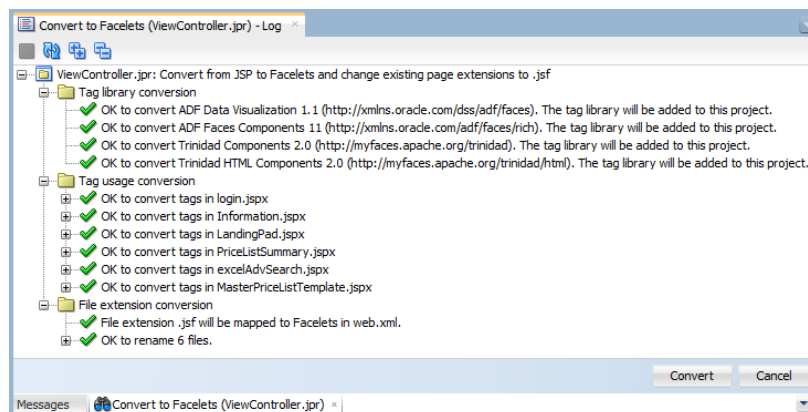 Convert to Facelets (ViewController.jpr) - Log
ViewController.jpr: Convert from JSP to Facelets and change existing page extensions to .jsf
Tag library conversion
OK to convert ADF Data Visualization 1.1 (http://xmlns.oracle.com/dss/adf/faces). The tag library will be added to this project.
OK to convert ADF Faces Components 11 (http://xmlns.oracle.com/adf/faces/rich). The tag library will be added to this project.
OK to convert Trinidad Components 2.0 (http://myfaces.apache.org/trinidad). The tag library will be added to this project.
OK to convert Trinidad HTML Components 2.0 (http://myfaces.apache.org/trinidad/html). The tag library will be added to this project.
Tag usage conversion
OK to convert tags in login.jspx
OK to convert tags in Information.jspx
OK to convert tags in LandingPad.jspx
OK to convert tags in PriceListSummary.jspx
OK to convert tags in excelAdvSearch.jspx
OK to convert tags in MasterPriceListTemplate.jspx
File extension conversion
File extension .jsf will be mapped to Facelets in web.xml.
OK to rename 6 files.
Convert Cancel
Messages Convert to Facelets (ViewController.jpr)